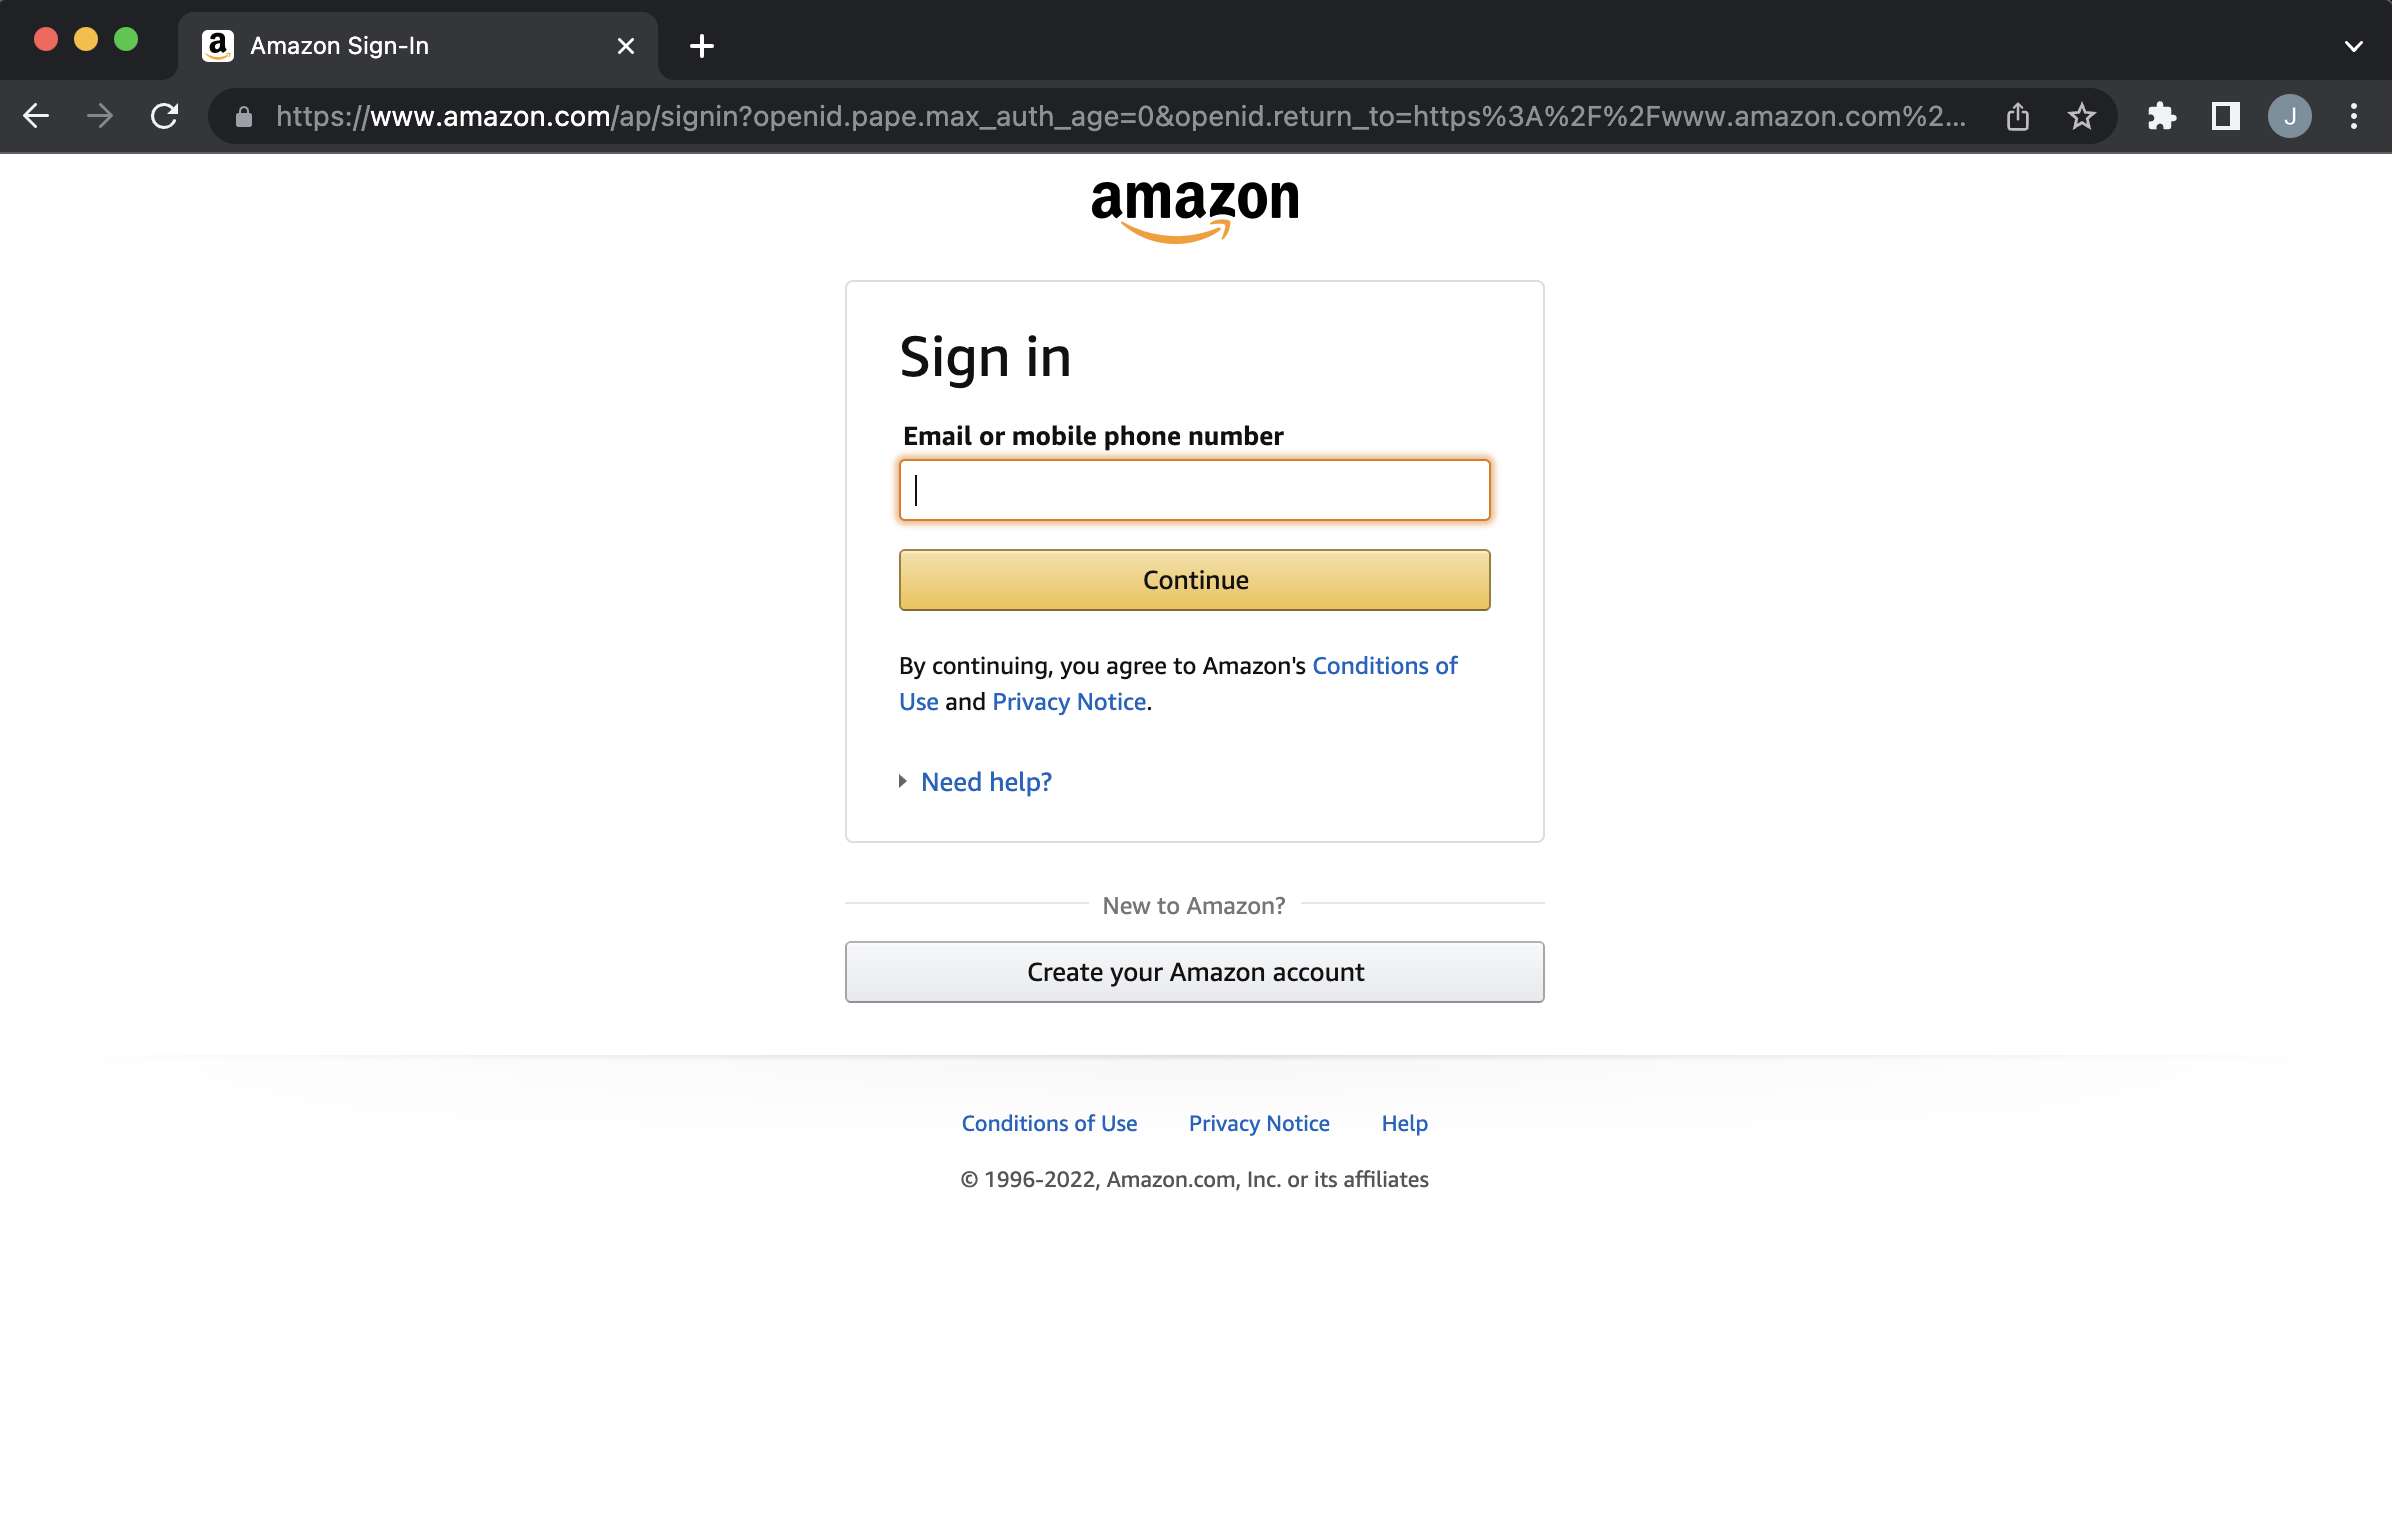 Amazon Sign-In
https://www.amazon.com/ap/signin?openid.pape.max_auth_age=0&openid.return_to=https%3A%2F%2Fwww.amazon.com%2...
J
amazon
Sign in
Email or mobile phone number
Continue
By continuing, you agree to Amazon's Conditions of
Use and Privacy Notice.
Need help?
New to Amazon?
Create your Amazon account
Conditions of Use Privacy Notice Help
© 1996-2022, Amazon.com, Inc. or its affiliates